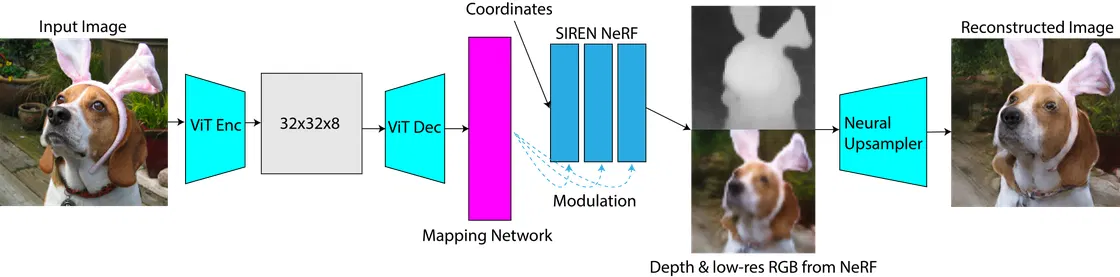 Input Image
ViT Enc
32x32x8
ViT Dec
Mapping Network
Coordinates
SIREN NeRF
Modulation
Depth & low-res RGB from NeRF
Neural
Upsampler
Reconstructed Image